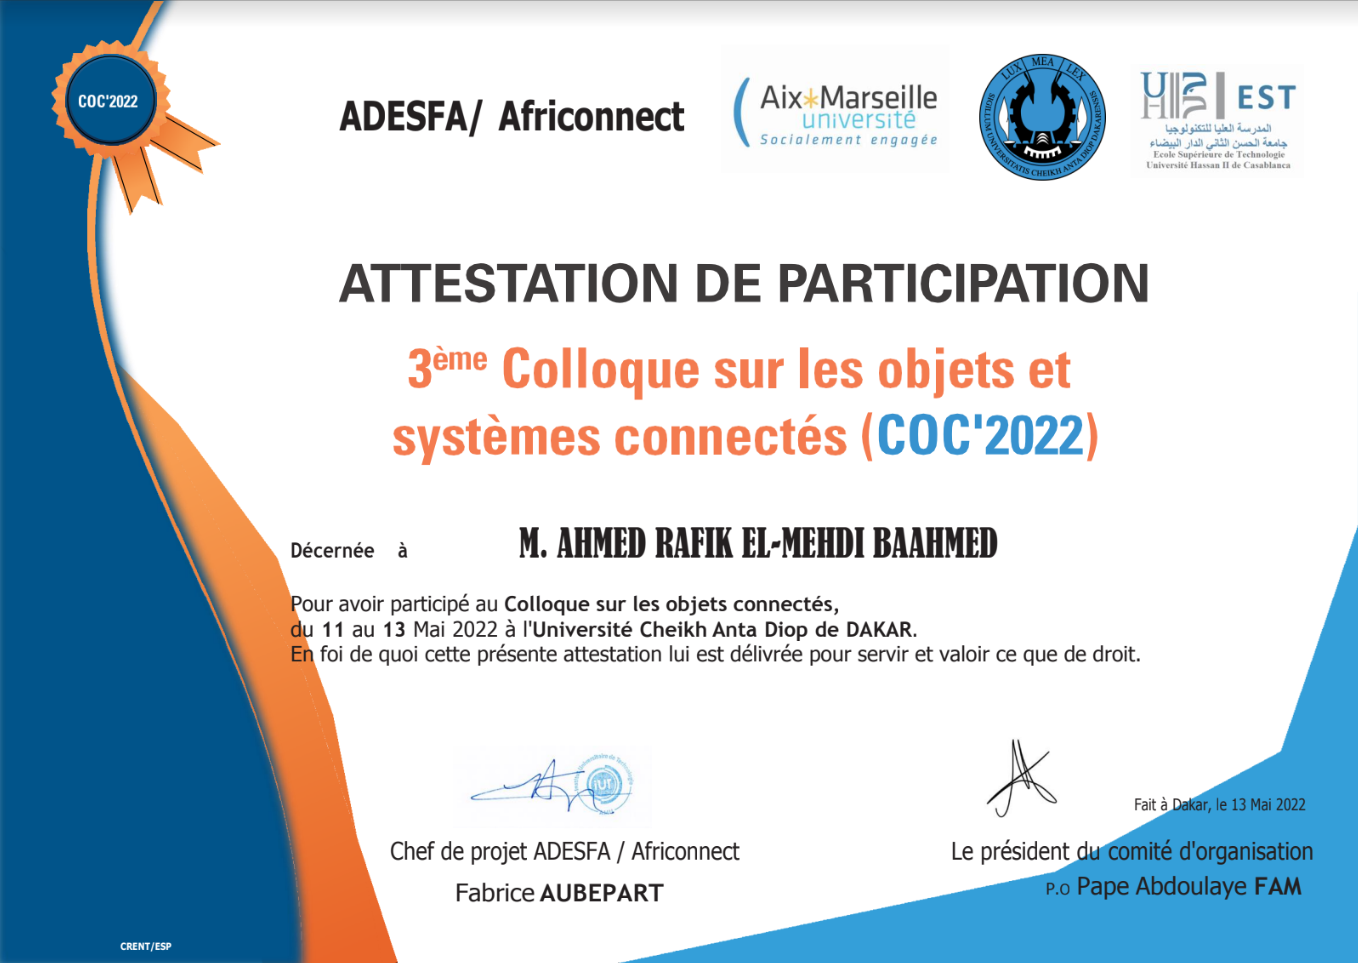 COC'2022
ADESFA/ Africonnect
Aix*Marseille
université
Socialement engagée
LUX MEA LEX
SIGILLUM UNIVERSITATIS CHEIKH ANTA DIOP DAKARENSIS
UH2C EST
المدرسة العليا للتكنولوجيا
جامعة الحسن الثاني الدار البيضاء
Ecole Supérieure de Technologie
Université Hassan II de Casablanca
ATTESTATION DE PARTICIPATION
3ème Colloque sur les objets et
systèmes connectés (COC'2022)
Décernée à M. AHMED RAFIK EL-MEHDI BAAHMED
Pour avoir participé au Colloque sur les objets connectés,
du 11 au 13 Mai 2022 à l'Université Cheikh Anta Diop de DAKAR.
En foi de quoi cette présente attestation lui est délivrée pour servir et valoir ce que de droit.
IUT
Fait à Dakar, le 13 Mai 2022
Chef de projet ADESFA / Africonnect
Fabrice AUBEPART
Le président du comité d'organisation
P.O Pape Abdoulaye FAM
CRENT/ESP